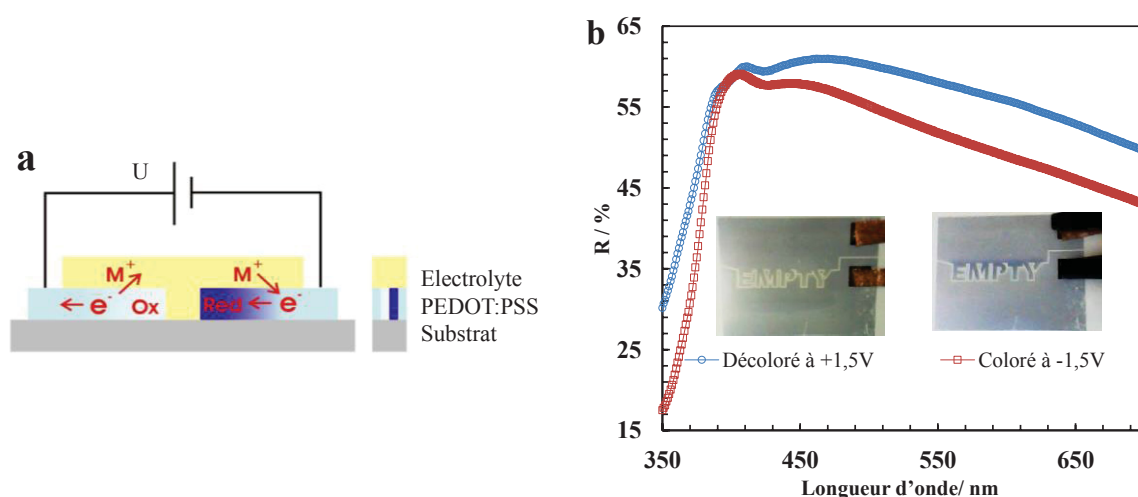 a
U
M+
M+
e-
Ox
Red
e-
Electrolyte
PEDOT:PSS
Substrat
b
65
55
45
35
25
15
R / %
EMPTY
EMPTY
Décoloré à +1,5V
Coloré à -1,5V
350
450
550
650
Longueur d’onde/ nm